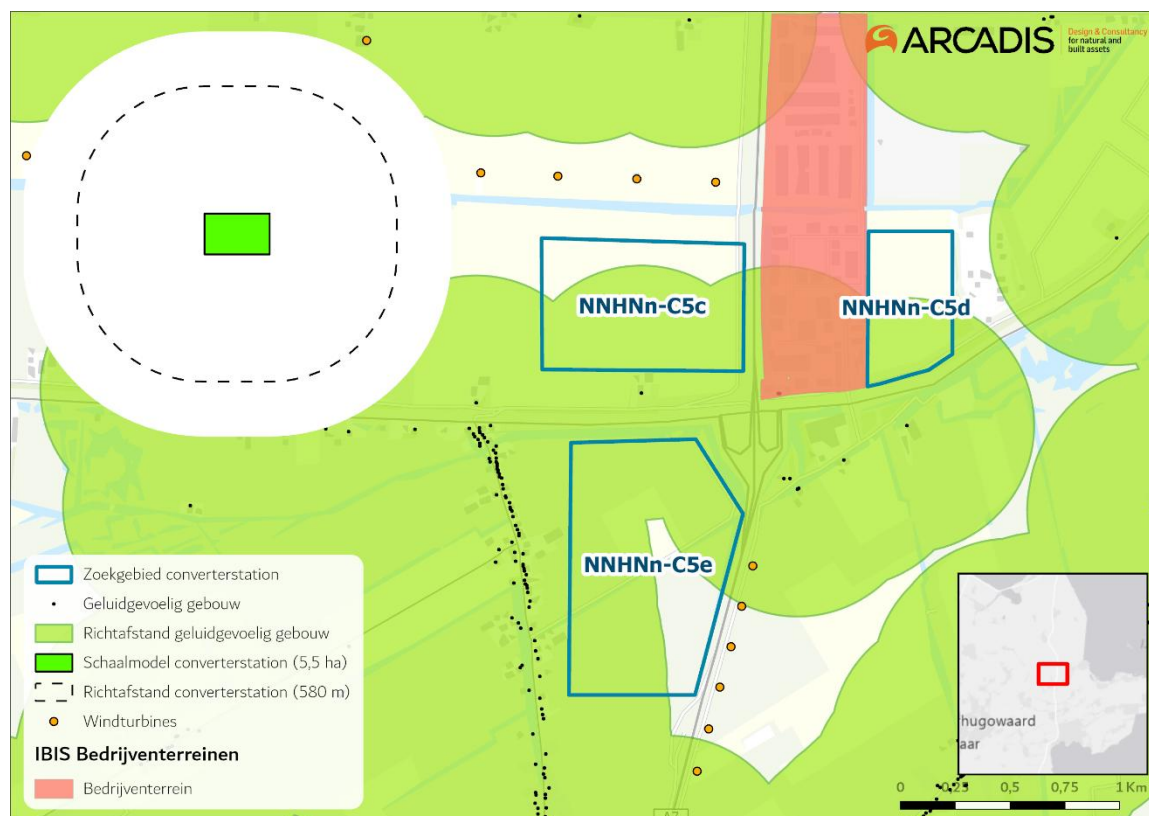 ARCADIS
Design & Consultancy
for natural and
built assets
NNHNn-C5c
NNHNn-C5d
NNHNn-C5e
Zoekgebied converterstation
Geluidgevoelig gebouw
Richtafstand geluidgevoelig gebouw
Schaalmodel converterstation (5,5 ha)
Richtafstand converterstation (580 m)
Windturbines
IBIS Bedrijventerreinen
Bedrijventerrein
hugowaard
aar
0 0,25 0,5 0,75 1 Km
A7